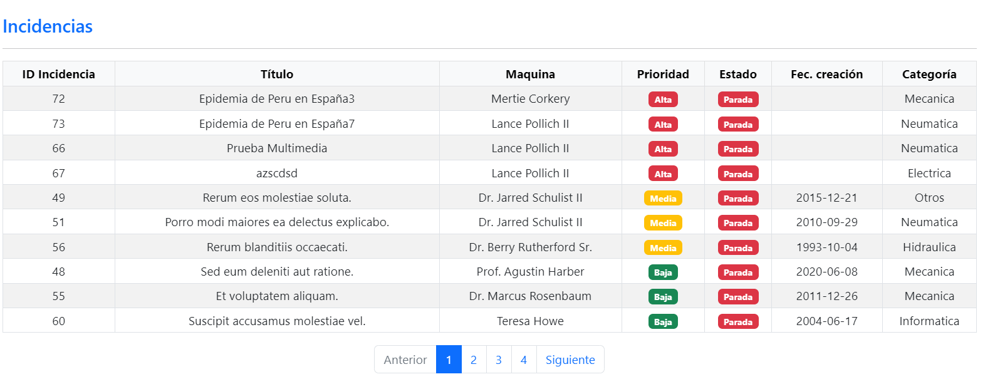 Incidencias
ID Incidencia Título Maquina Prioridad Estado Fec. creación Categoría
72 Epidemia de Peru en España3 Mertie Corkery Alta Parada Mecanica
73 Epidemia de Peru en España7 Lance Pollich II Alta Parada Neumatica
66 Prueba Multimedia Lance Pollich II Alta Parada Neumatica
67 azscdsd Lance Pollich II Alta Parada Electrica
49 Rerum eos molestiae soluta. Dr. Jarred Schulist II Media Parada 2015-12-21 Otros
51 Porro modi maiores ea delectus explicabo. Dr. Jarred Schulist II Media Parada 2010-09-29 Neumatica
56 Rerum blanditiis occaecati. Dr. Berry Rutherford Sr. Media Parada 1993-10-04 Hidraulica
48 Sed eum deleniti aut ratione. Prof. Agustin Harber Baja Parada 2020-06-08 Mecanica
55 Et voluptatem aliquam. Dr. Marcus Rosenbaum Baja Parada 2011-12-26 Mecanica
60 Suscipit accusamus molestiae vel. Teresa Howe Baja Parada 2004-06-17 Informatica
Anterior 1 2 3 4 Siguiente